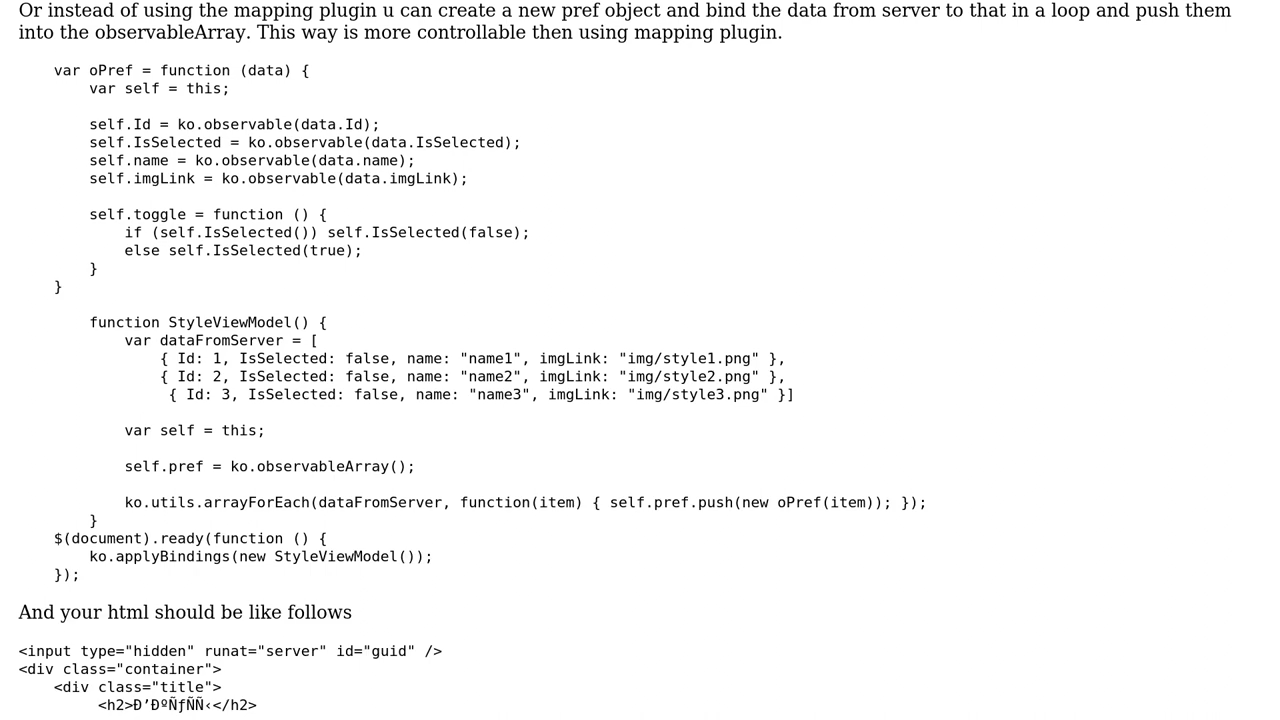 Or instead of using the mapping plugin u can create a new pref object and bind the data from server to that in a loop and push them
into the observableArray. This way is more controllable then using mapping plugin.
var oPref = function (data) {
var self = this;
self.Id = ko.observable(data.Id);
self.IsSelected = ko.observable(data.IsSelected);
self.name = ko.observable(data.name);
self.imgLink = ko.observable(data.imgLink);
self.toggle = function () {
if (self.IsSelected()) self.IsSelected(false);
else self.IsSelected(true);
}
}
function StyleViewModel() {
var dataFromServer = [
{ Id: 1, IsSelected: false, name: "name1", imgLink: "img/style1.png" },
{ Id: 2, IsSelected: false, name: "name2", imgLink: "img/style2.png" },
{ Id: 3, IsSelected: false, name: "name3", imgLink: "img/style3.png" }]
var self = this;
self.pref = ko.observableArray();
ko.utils.arrayForEach(dataFromServer, function(item) { self.pref.push(new oPref(item)); });
}
$(document).ready(function () {
ko.applyBindings(new StyleViewModel());
});
And your html should be like follows
<input type="hidden" runat="server" id="guid" />
<div class="container">
<div class="title">
<h2>Ð’ÐºÑƒÑÑ‹</h2>